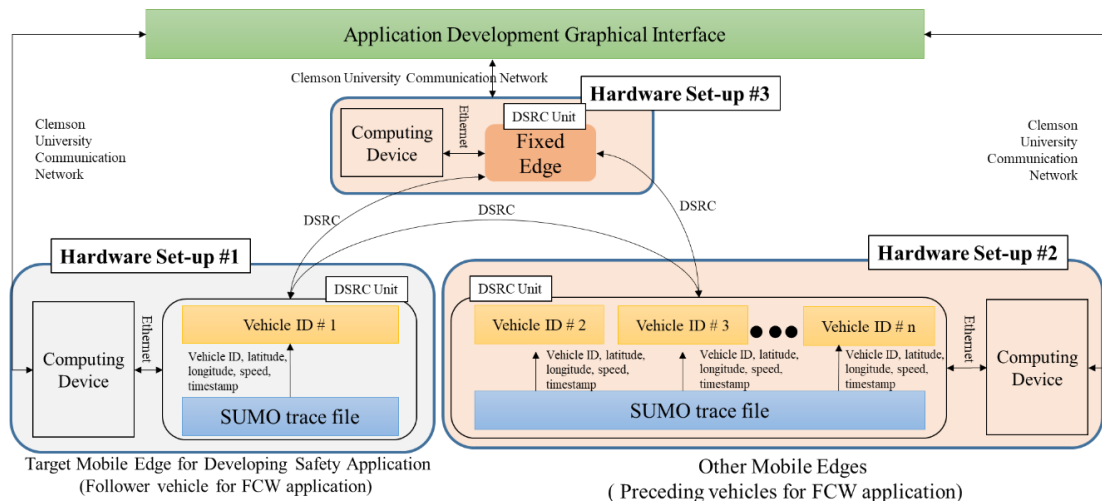 Application Development Graphical Interface
Clemson University Communication Network
Hardware Set-up #3
DSRC Unit
Computing
Device
Ethernet
Fixed
Edge
Clemson
University
Communication
Network
Clemson
University
Communication
Network
DSRC
DSRC
DSRC
Hardware Set-up #1
DSRC Unit
Vehicle ID # 1
Computing
Device
Ethernet
Vehicle ID, latitude,
longitude, speed,
timestamp
SUMO trace file
Target Mobile Edge for Developing Safety Application
(Follower vehicle for FCW application)
Hardware Set-up #2
DSRC Unit
Vehicle ID # 2
Vehicle ID # 3
Vehicle ID # n
Vehicle ID, latitude,
longitude, speed,
timestamp
Vehicle ID, latitude,
longitude, speed,
timestamp
Vehicle ID, latitude,
longitude, speed,
timestamp
SUMO trace file
Ethernet
Computing
Device
Other Mobile Edges
( Preceding vehicles for FCW application)